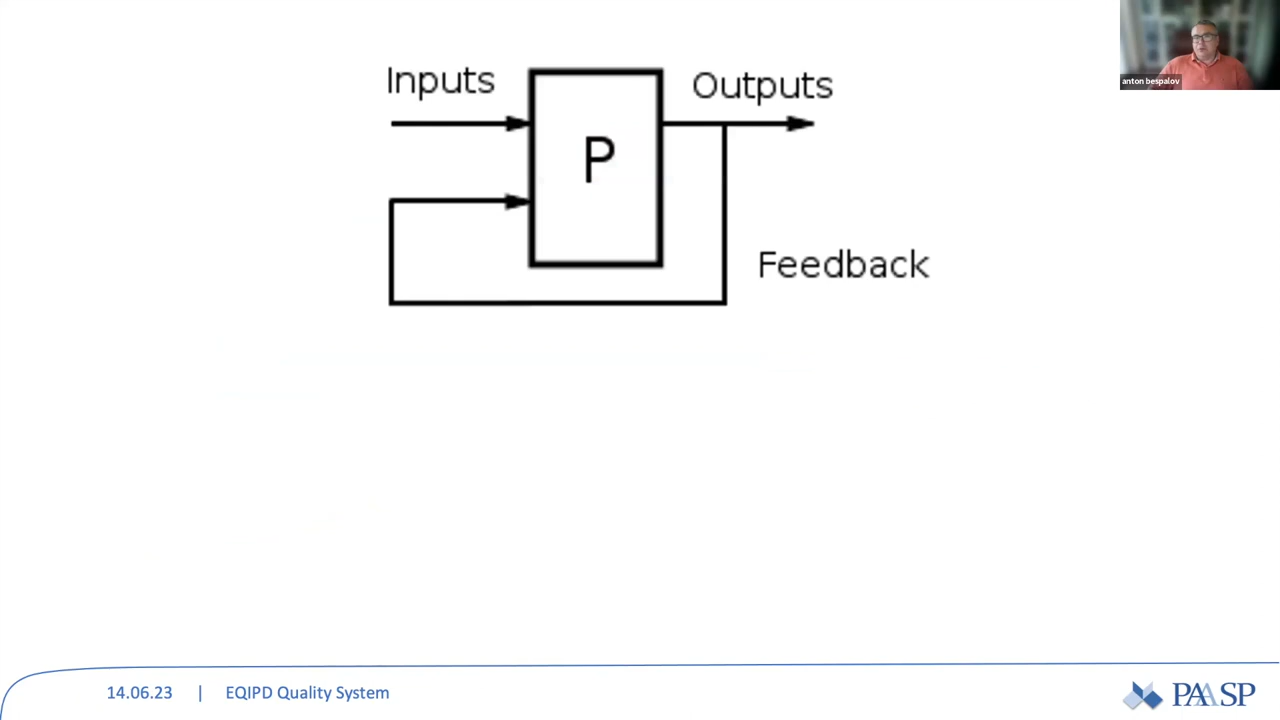 anton bespalov
Inputs
Outputs
P
Feedback
14.06.23 | EQIPD Quality System
PAASP